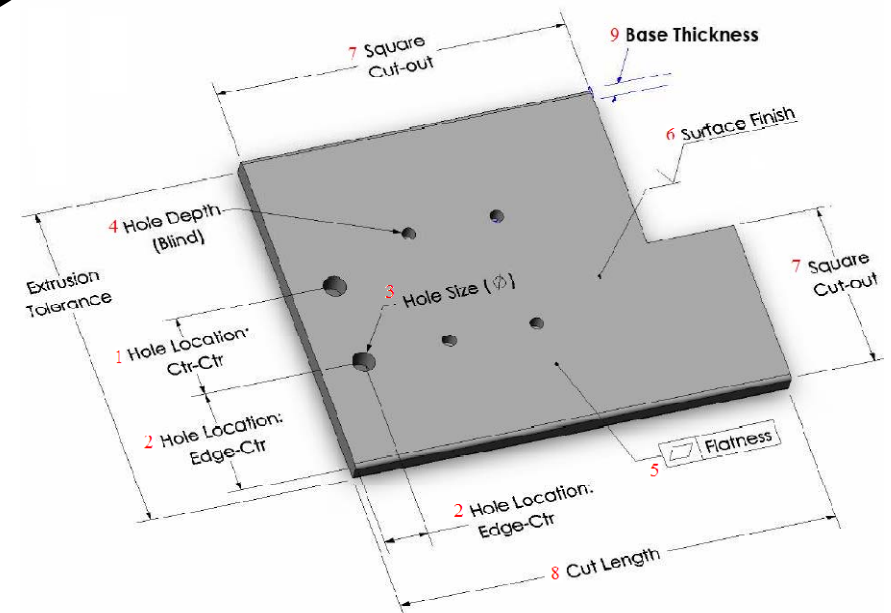 7 Square
Cut-out
9 Base Thickness
6 Surface Finish
4 Hole Depth
(Blind)
Extrusion
Tolerance
3 Hole Size (∅)
7 Square
Cut-out
1 Hole Location:
Ctr-Ctr
2 Hole Location:
Edge-Ctr
5 Flatness
2 Hole Location:
Edge-Ctr
8 Cut Length